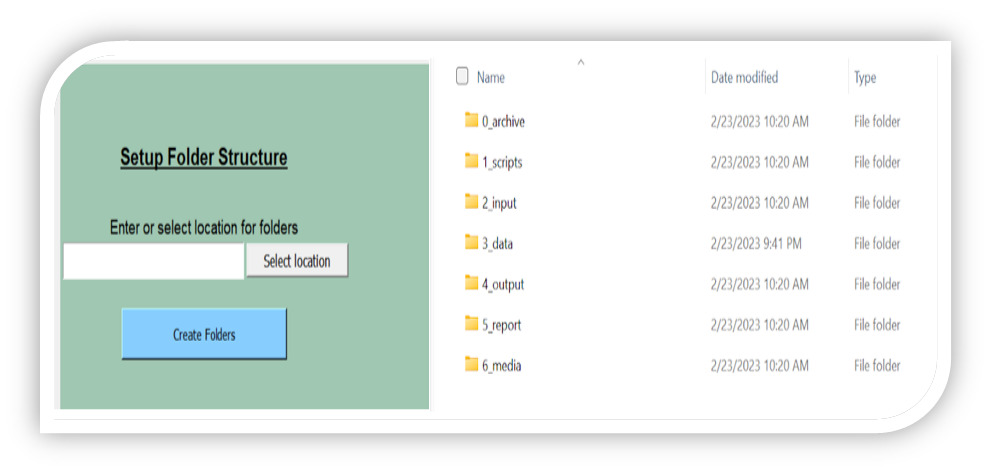 Setup Folder Structure
Enter or select location for folders
Select location
Create Folders
Name Date modified Type
0_archive 2/23/2023 10:20 AM File folder
1_scripts 2/23/2023 10:20 AM File folder
2_input 2/23/2023 10:20 AM File folder
3_data 2/23/2023 9:41 PM File folder
4_output 2/23/2023 10:20 AM File folder
5_report 2/23/2023 10:20 AM File folder
6_media 2/23/2023 10:20 AM File folder